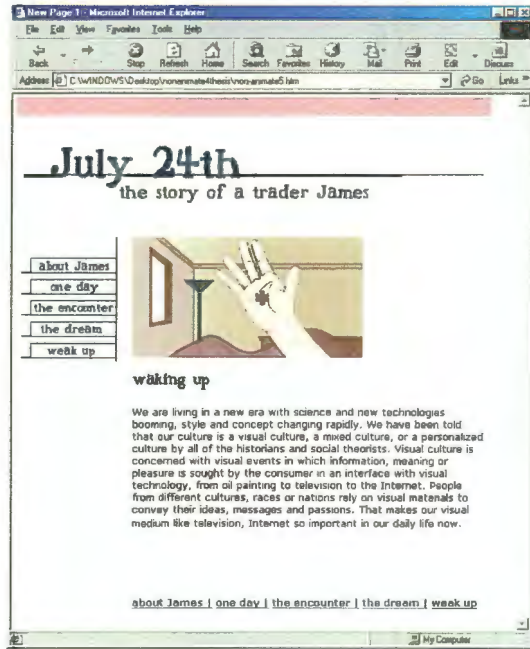 New Page 1 - Microsoft Internet Explorer
File Edit View Favorites Tools Help
Back Stop Refresh Home Search Favorites History Mail Print Edit Discuss
Address C:\WINDOWS\Desktop\nonanimate4thesis\non-animate5.htm Go Links
July 24th
the story of a trader James
about James
one day
the encounter
the dream
weak up
waking up
We are living in a new era with science and new technologies
booming, style and concept changing rapidly. We have been told
that our culture is a visual culture, a mixed culture, or a personalized
culture by all of the historians and social theorists. Visual culture is
concerned with visual events in which information, meaning or
pleasure is sought by the consumer in an interface with visual
technology, from oil painting to television to the Internet. People
from different cultures, races or nations rely on visual materials to
convey their ideas, messages and passions. That makes our visual
medium like television, Internet so important in our daily life now.
about James | one day | the encounter | the dream | weak up
My Computer